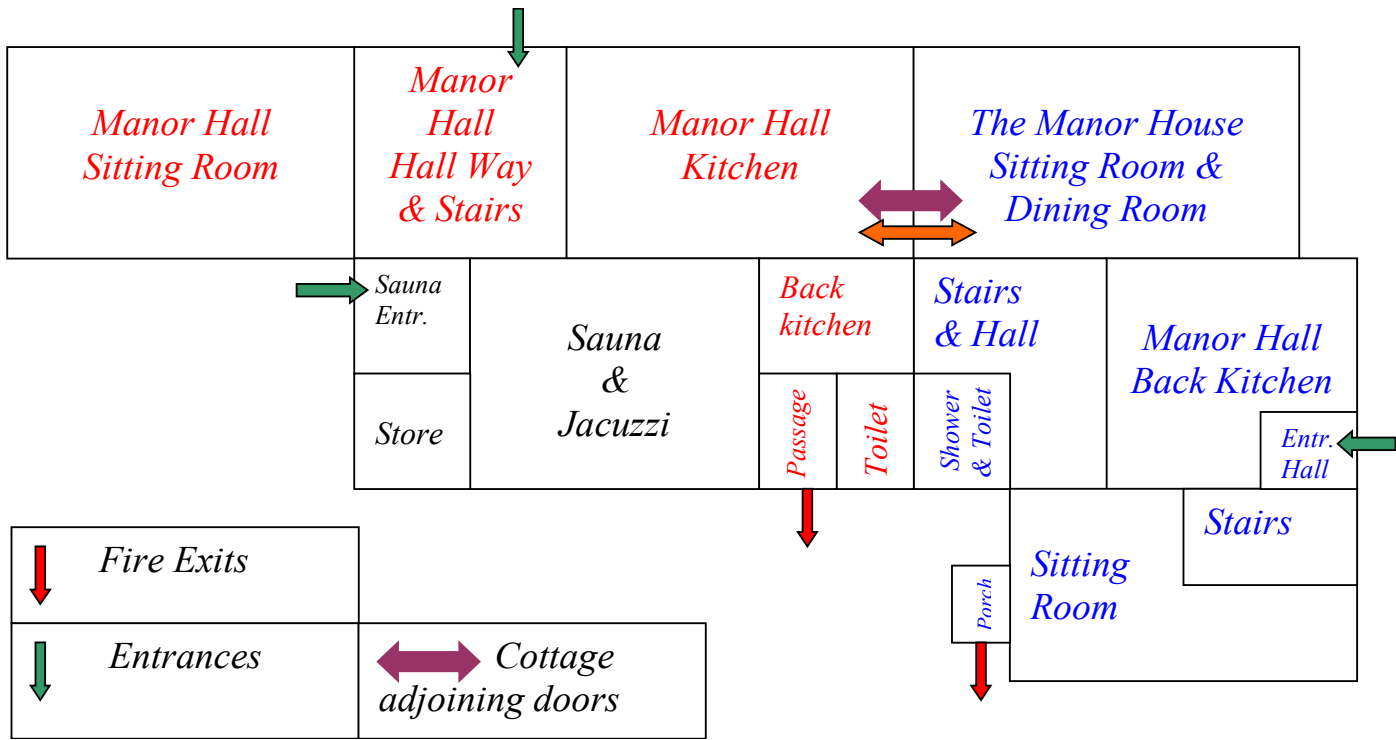 Manor Hall
Sitting Room
Manor
Hall
Hall Way
& Stairs
Manor Hall
Kitchen
The Manor House
Sitting Room &
Dining Room
Sauna
Entr.
Sauna
&
Jacuzzi
Back
kitchen
Stairs
& Hall
Manor Hall
Back Kitchen
Store
Passage
Toilet
Shower
& Toilet
Entr.
Hall
Stairs
Sitting
Room
Porch
Fire Exits
Entrances
Cottage
adjoining doors